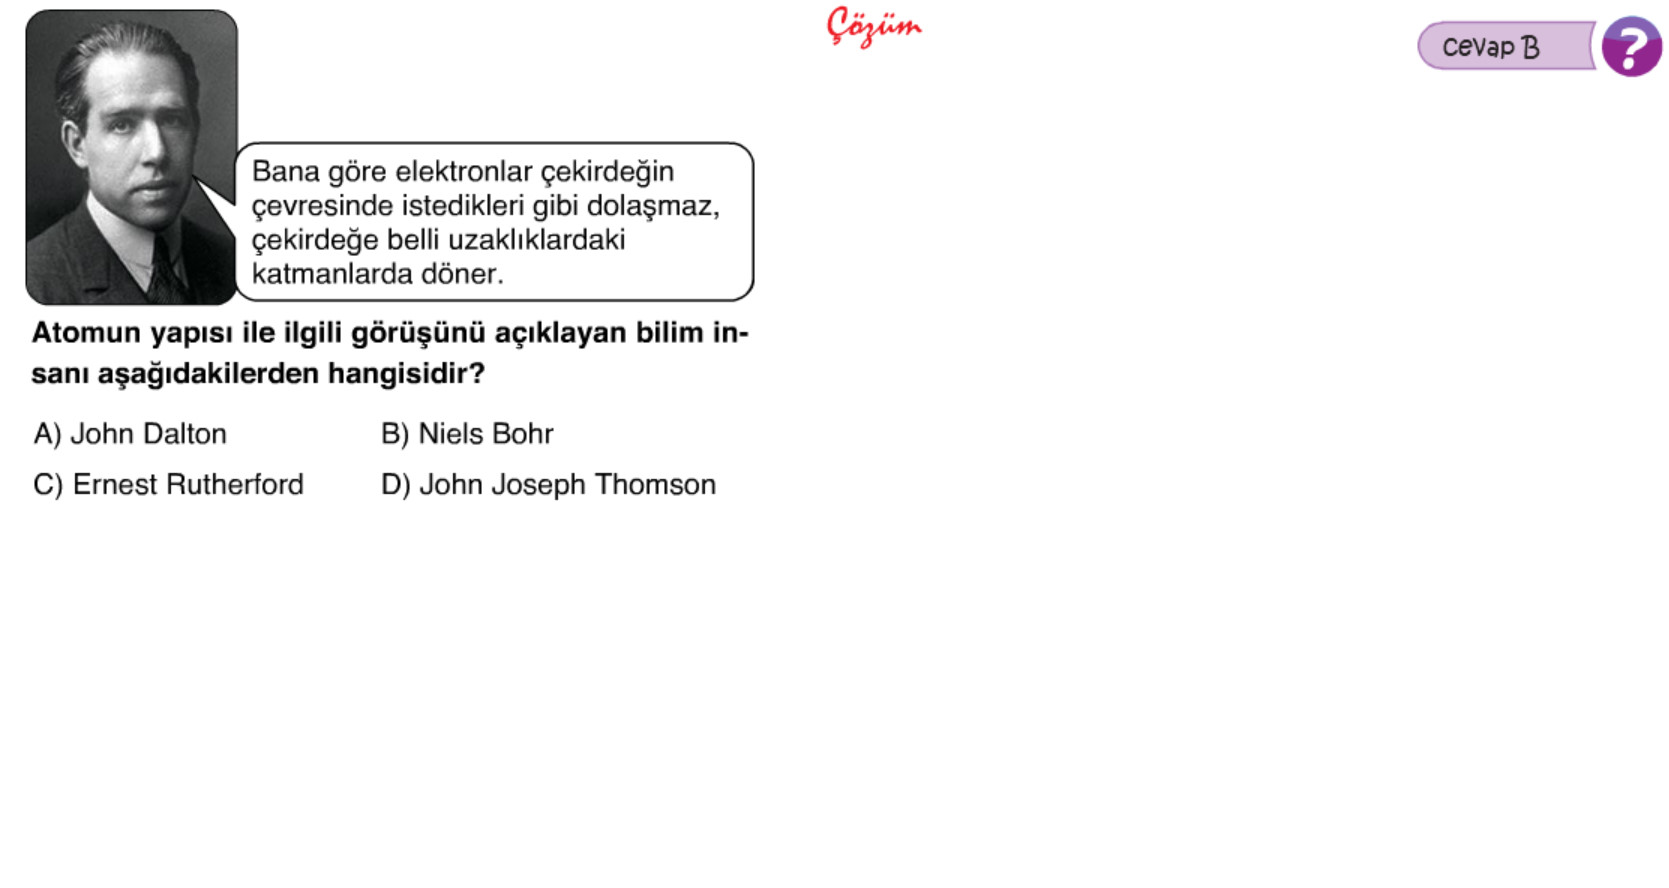 Çözüm
Cevap B
?
Bana göre elektronlar çekirdeğin
çevresinde istedikleri gibi dolaşmaz,
çekirdeğe belli uzaklıklardaki
katmanlarda döner.
Atomun yapısı ile ilgili görüşünü açıklayan bilim in-
sanı aşağıdakilerden hangisidir?
A) John Dalton B) Niels Bohr
C) Ernest Rutherford D) John Joseph Thomson